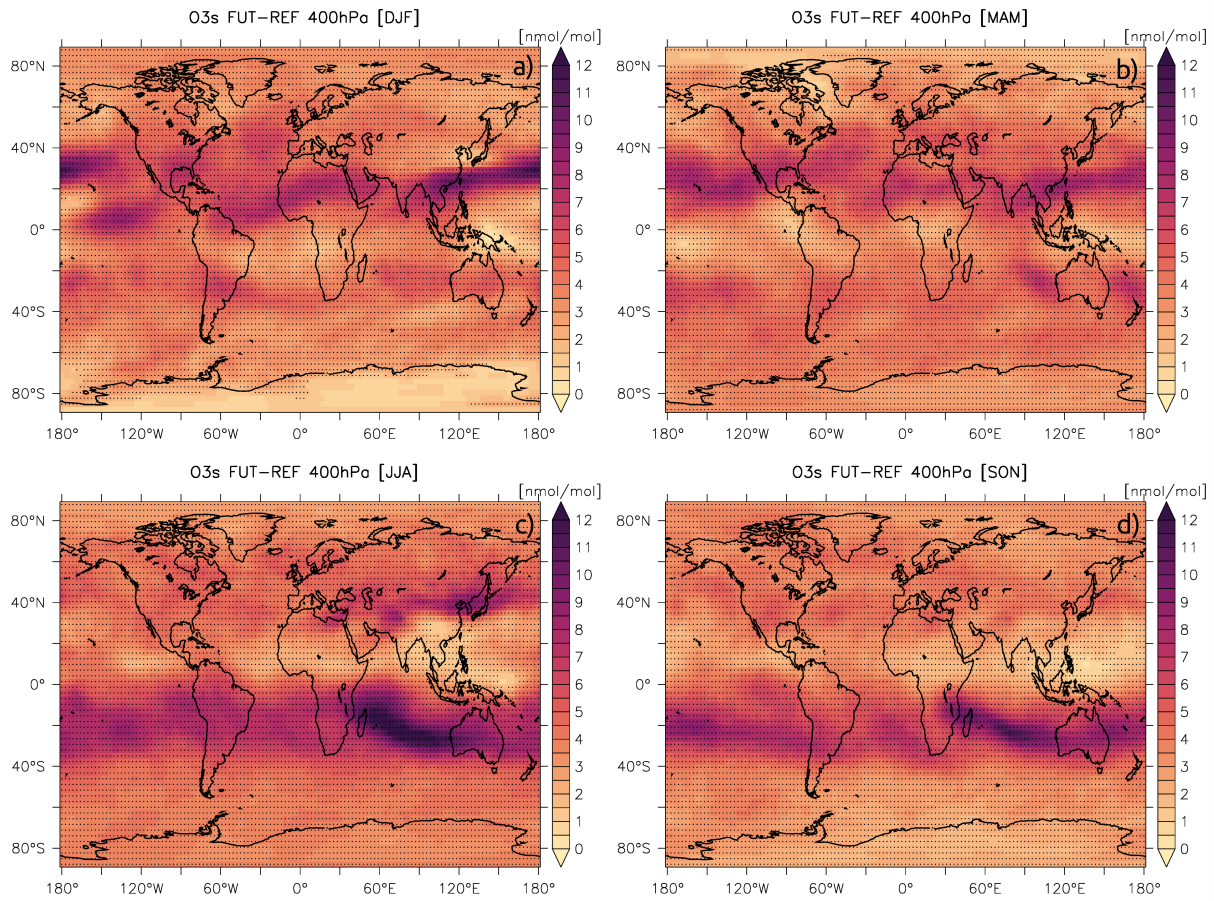 O3s FUT-REF 400hPa [DJF]
[nmol/mol]
a)
80°N
40°N
0°
40°S
80°S
180°
120°W
60°W
0°
60°E
120°E
180°
12
11
10
9
8
7
6
5
4
3
2
1
0
O3s FUT-REF 400hPa [MAM]
[nmol/mol]
b)
80°N
40°N
0°
40°S
80°S
180°
120°W
60°W
0°
60°E
120°E
180°
12
11
10
9
8
7
6
5
4
3
2
1
0
O3s FUT-REF 400hPa [JJA]
[nmol/mol]
c)
80°N
40°N
0°
40°S
80°S
180°
120°W
60°W
0°
60°E
120°E
180°
12
11
10
9
8
7
6
5
4
3
2
1
0
O3s FUT-REF 400hPa [SON]
[nmol/mol]
d)
80°N
40°N
0°
40°S
80°S
180°
120°W
60°W
0°
60°E
120°E
180°
12
11
10
9
8
7
6
5
4
3
2
1
0